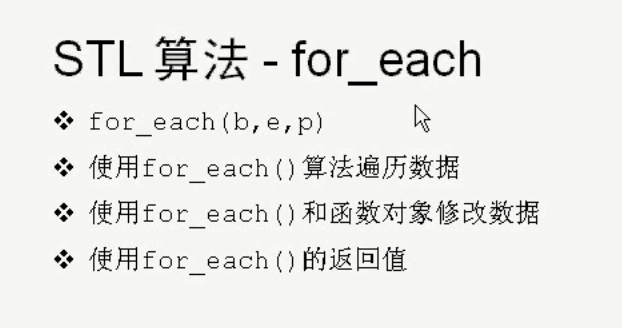 STL 算法 - for_each
for_each(b,e,p)
使用for_each()算法遍历数据
使用for_each()和函数对象修改数据
使用for_each()的返回值